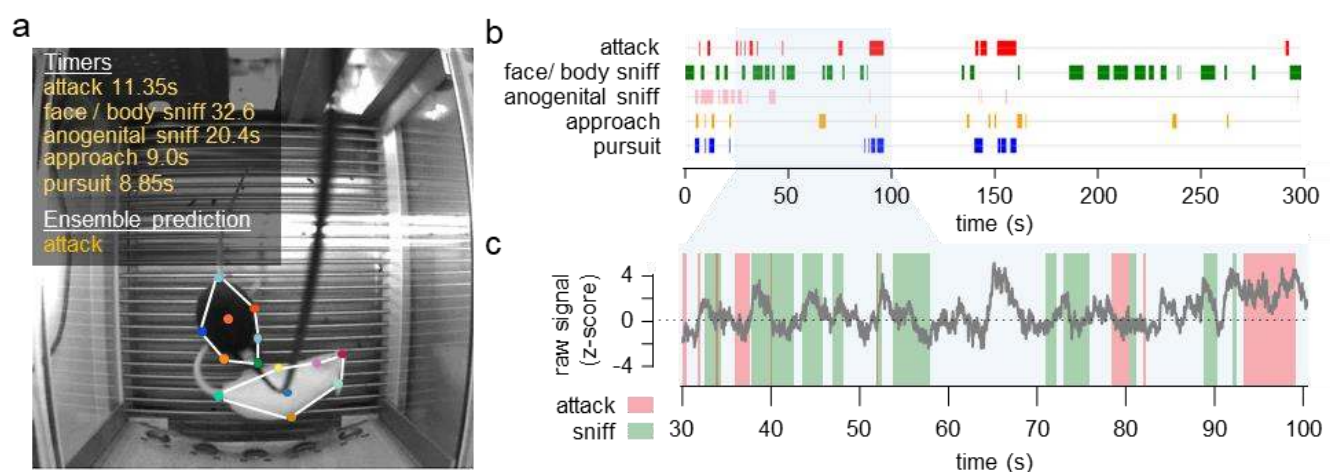 a
Timers
attack 11.35s
face / body sniff 32.6
anogenital sniff 20.4s
approach 9.0s
pursuit 8.85s
Ensemble prediction
attack
b
attack
face/ body sniff
anogenital sniff
approach
pursuit
0 50 100 150 200 250 300
time (s)
c
raw signal
(z-score)
4
0
-4
attack
sniff
30 40 50 60 70 80 90 100
time (s)